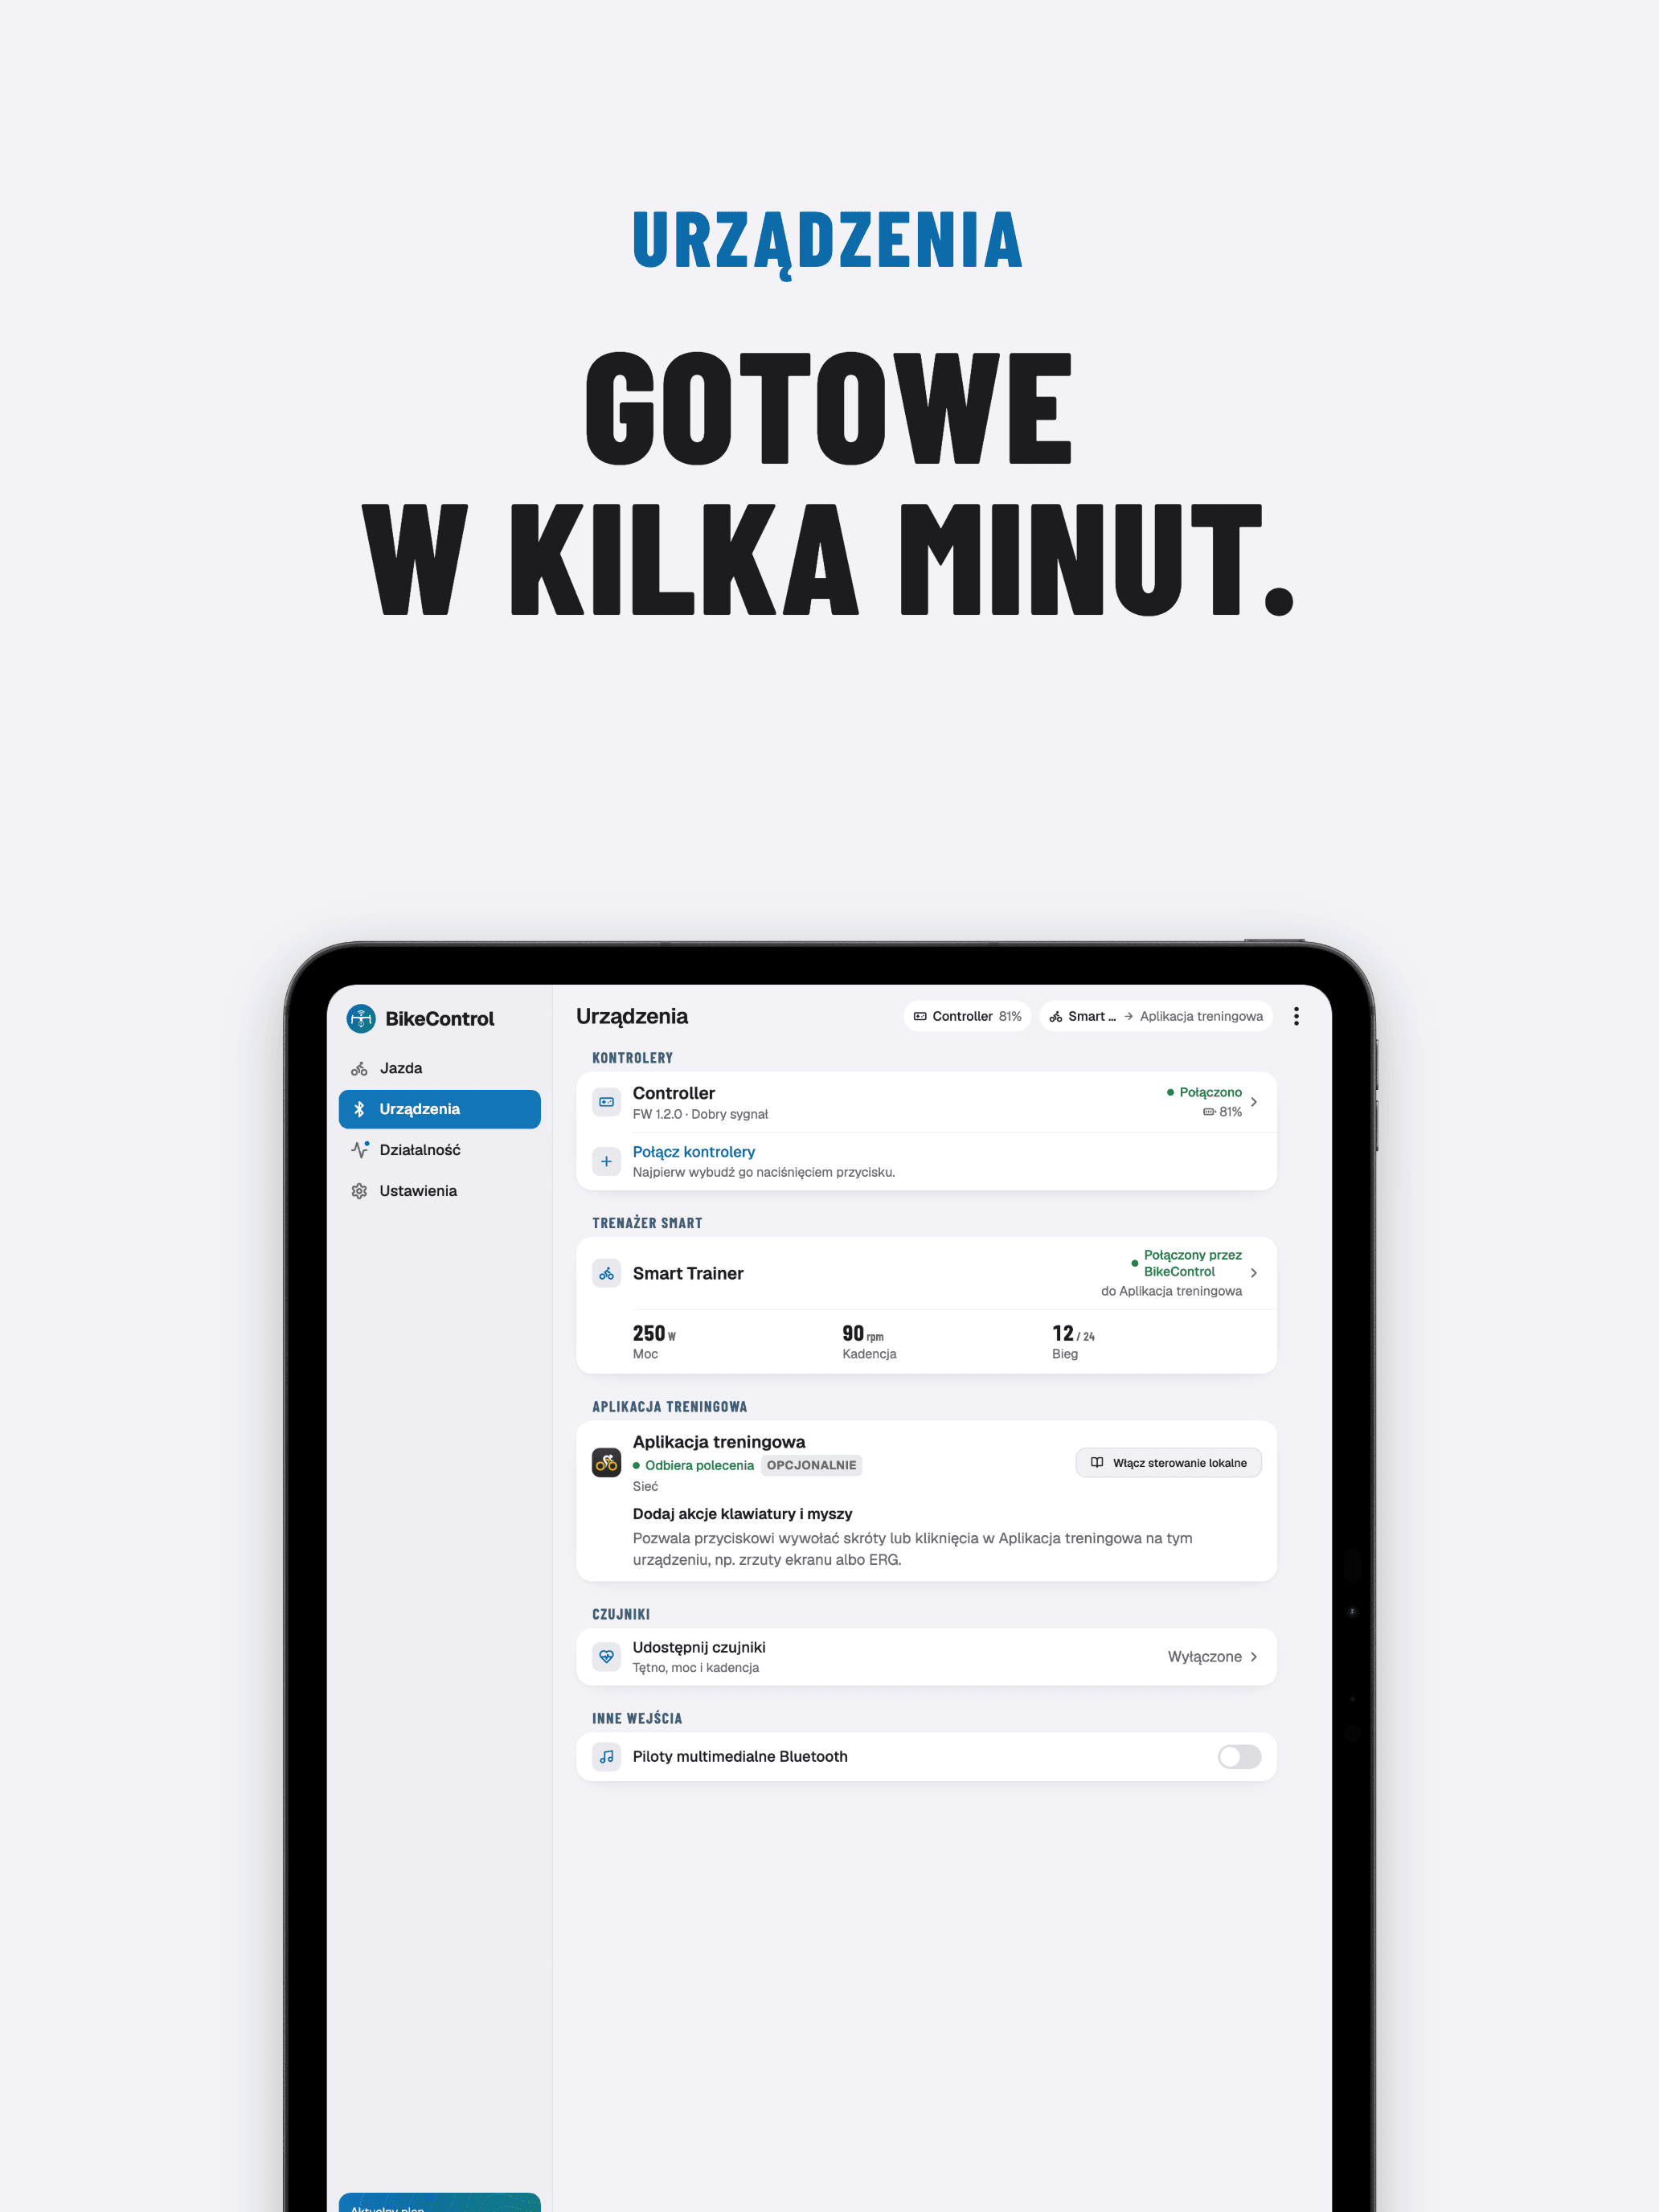 URZĄDZENIA
GOTOWE
W KILKA MINUT.
BikeControl
Jazda
Urządzenia
Działalność
Ustawienia
Urządzenia
Controller 81%
Smart ... → Aplikacja treningowa
KONTROLERY
Controller
FW 1.2.0 · Dobry sygnał
Połączono
81%
Połącz kontrolery
Najpierw wybudź go naciśnięciem przycisku.
TRENAŻER SMART
Smart Trainer
Połączony przez
BikeControl
do Aplikacja treningowa
250 W
Moc
90 rpm
Kadencja
12 / 24
Bieg
APLIKACJA TRENINGOWA
Aplikacja treningowa
Odbiera polecenia OPCJONALNIE
Sieć
Włącz sterowanie lokalne
Dodaj akcje klawiatury i myszy
Pozwala przyciskowi wywołać skróty lub kliknięcia w Aplikacja treningowa na tym
urządzeniu, np. zrzuty ekranu albo ERG.
CZUJNIKI
Udostępnij czujniki
Tętno, moc i kadencja
Wyłączone
INNE WEJŚCIA
Piloty multimedialne Bluetooth
Aktualny plan